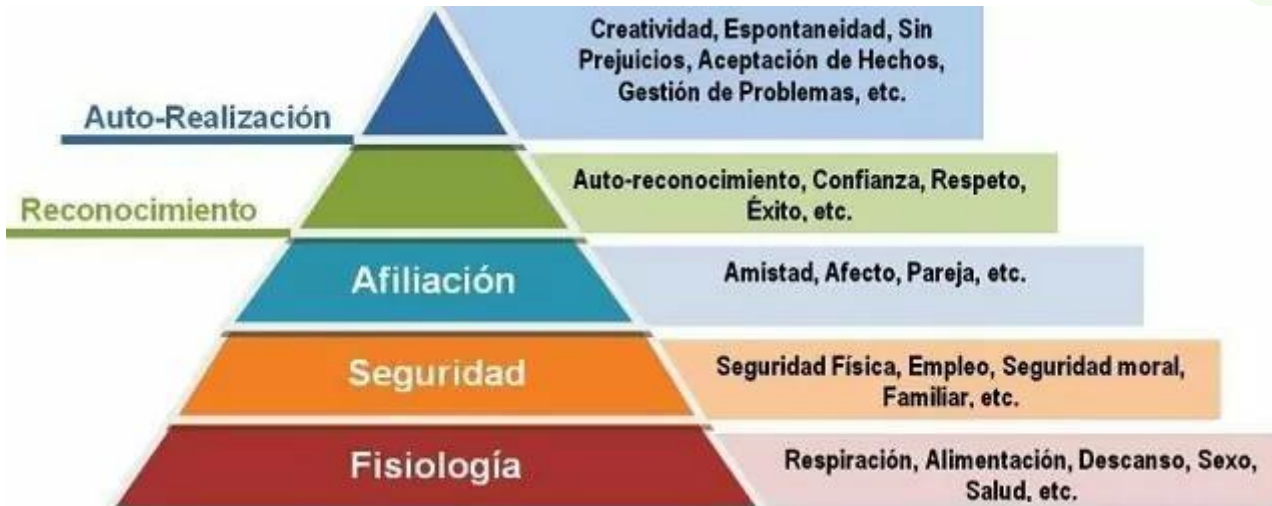 Creatividad, Espontaneidad, Sin
Prejuicios, Aceptación de Hechos,
Gestión de Problemas, etc.
Auto-Realización
Auto-reconocimiento, Confianza, Respeto,
Éxito, etc.
Reconocimiento
Afiliación
Amistad, Afecto, Pareja, etc.
Seguridad
Seguridad Física, Empleo, Seguridad moral,
Familiar, etc.
Fisiología
Respiración, Alimentación, Descanso, Sexo,
Salud, etc.